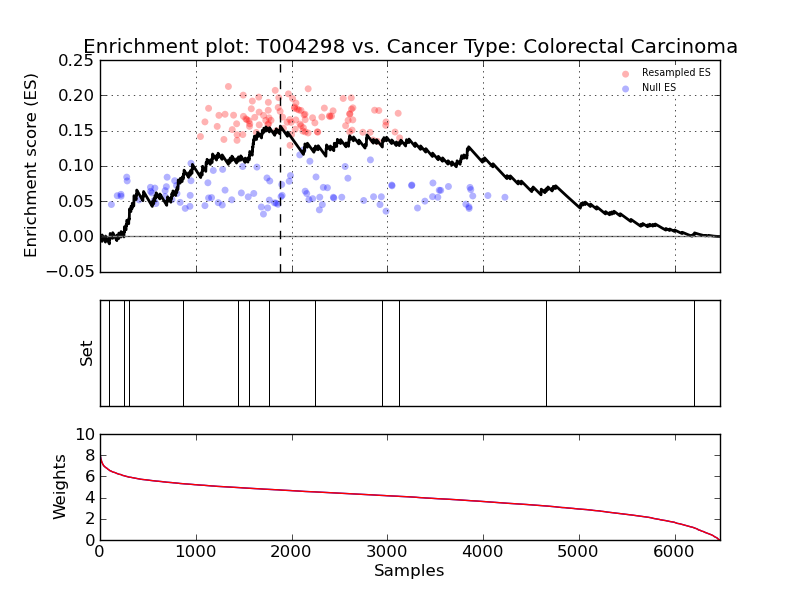 Enrichment plot: T004298 vs. Cancer Type: Colorectal Carcinoma
Enrichment score (ES)
0.25
0.20
0.15
0.10
0.05
0.00
−0.05
Resampled ES
Null ES
Set
Weights
10
8
6
4
2
0
0 1000 2000 3000 4000 5000 6000
Samples